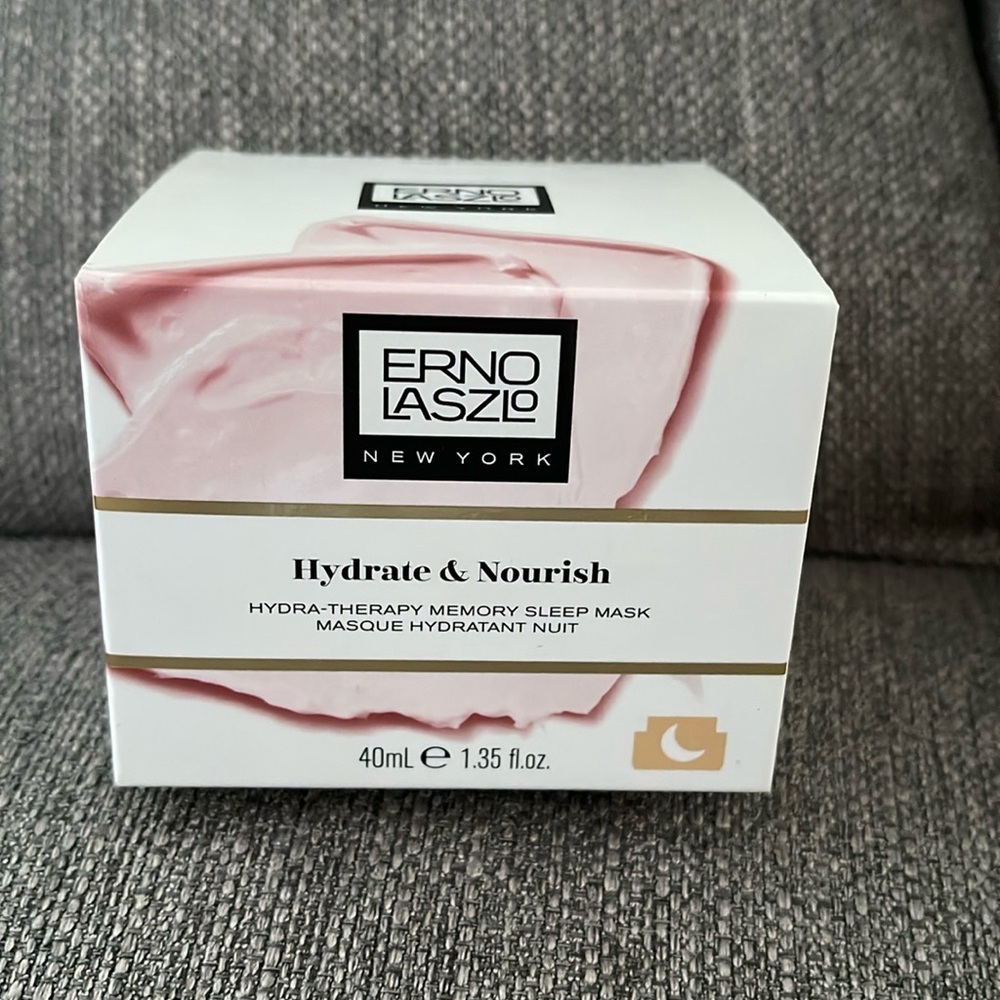 ERNO
LASZLO
NEW YORK
ERNO
LASZLO
NEW YORK
Hydrate & Nourish
HYDRA-THERAPY MEMORY SLEEP MASK
MASQUE HYDRATANT NUIT
40mL ℮ 1.35 fl.oz.